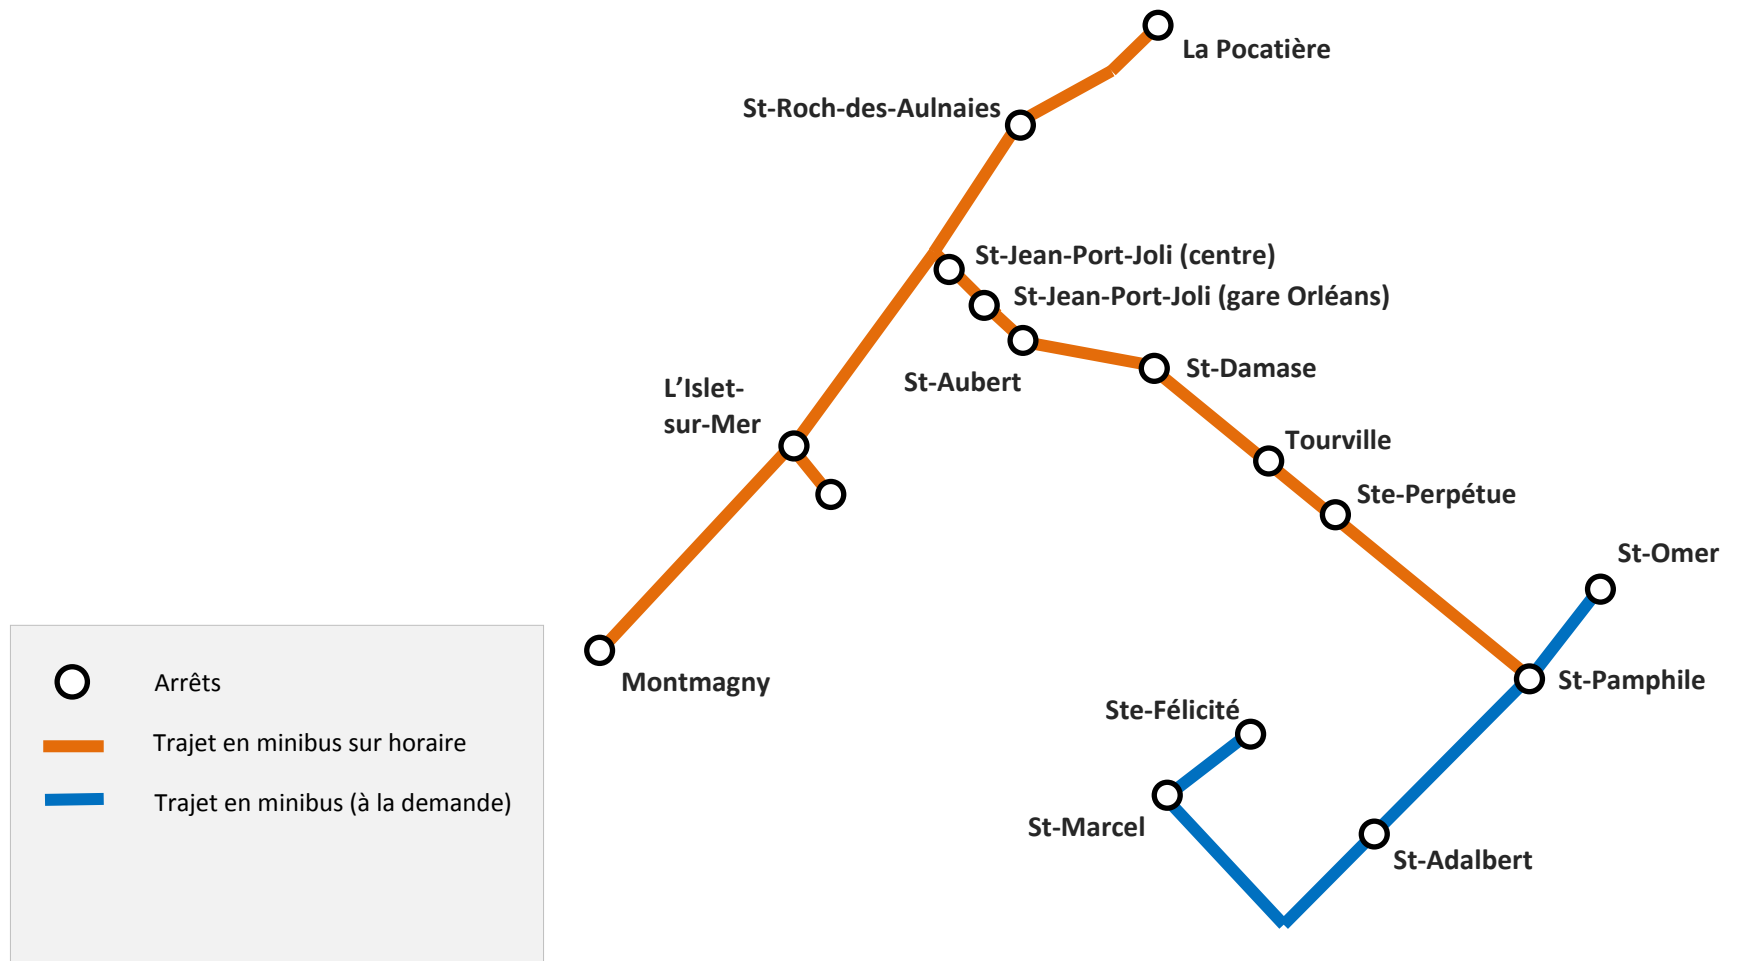 La Pocatière
St-Roch-des-Aulnaies
St-Jean-Port-Joli (centre)
St-Jean-Port-Joli (gare Orléans)
St-Aubert
St-Damase
L’Islet-
sur-Mer
Tourville
Ste-Perpétue
St-Omer
Montmagny
St-Pamphile
Ste-Félicité
St-Marcel
St-Adalbert
Arrêts
Trajet en minibus sur horaire
Trajet en minibus (à la demande)